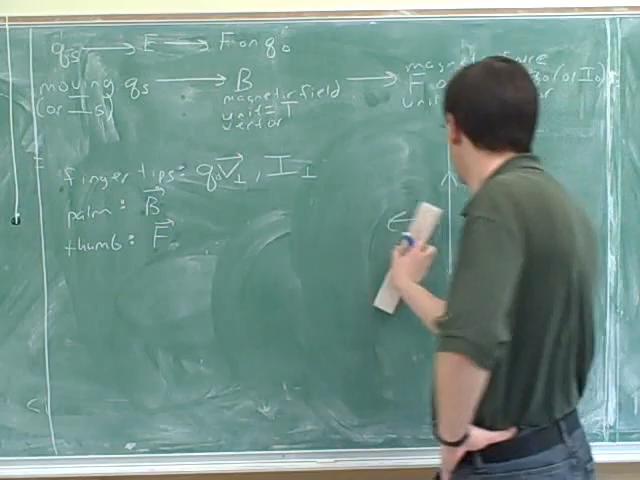 qs → E → F on q₀
moving qs → B → F
(or Is)
magnetic field
unit = T
vector
finger tips: q₀v⃗⊥, I⊥
palm: B⃗
thumb: F⃗